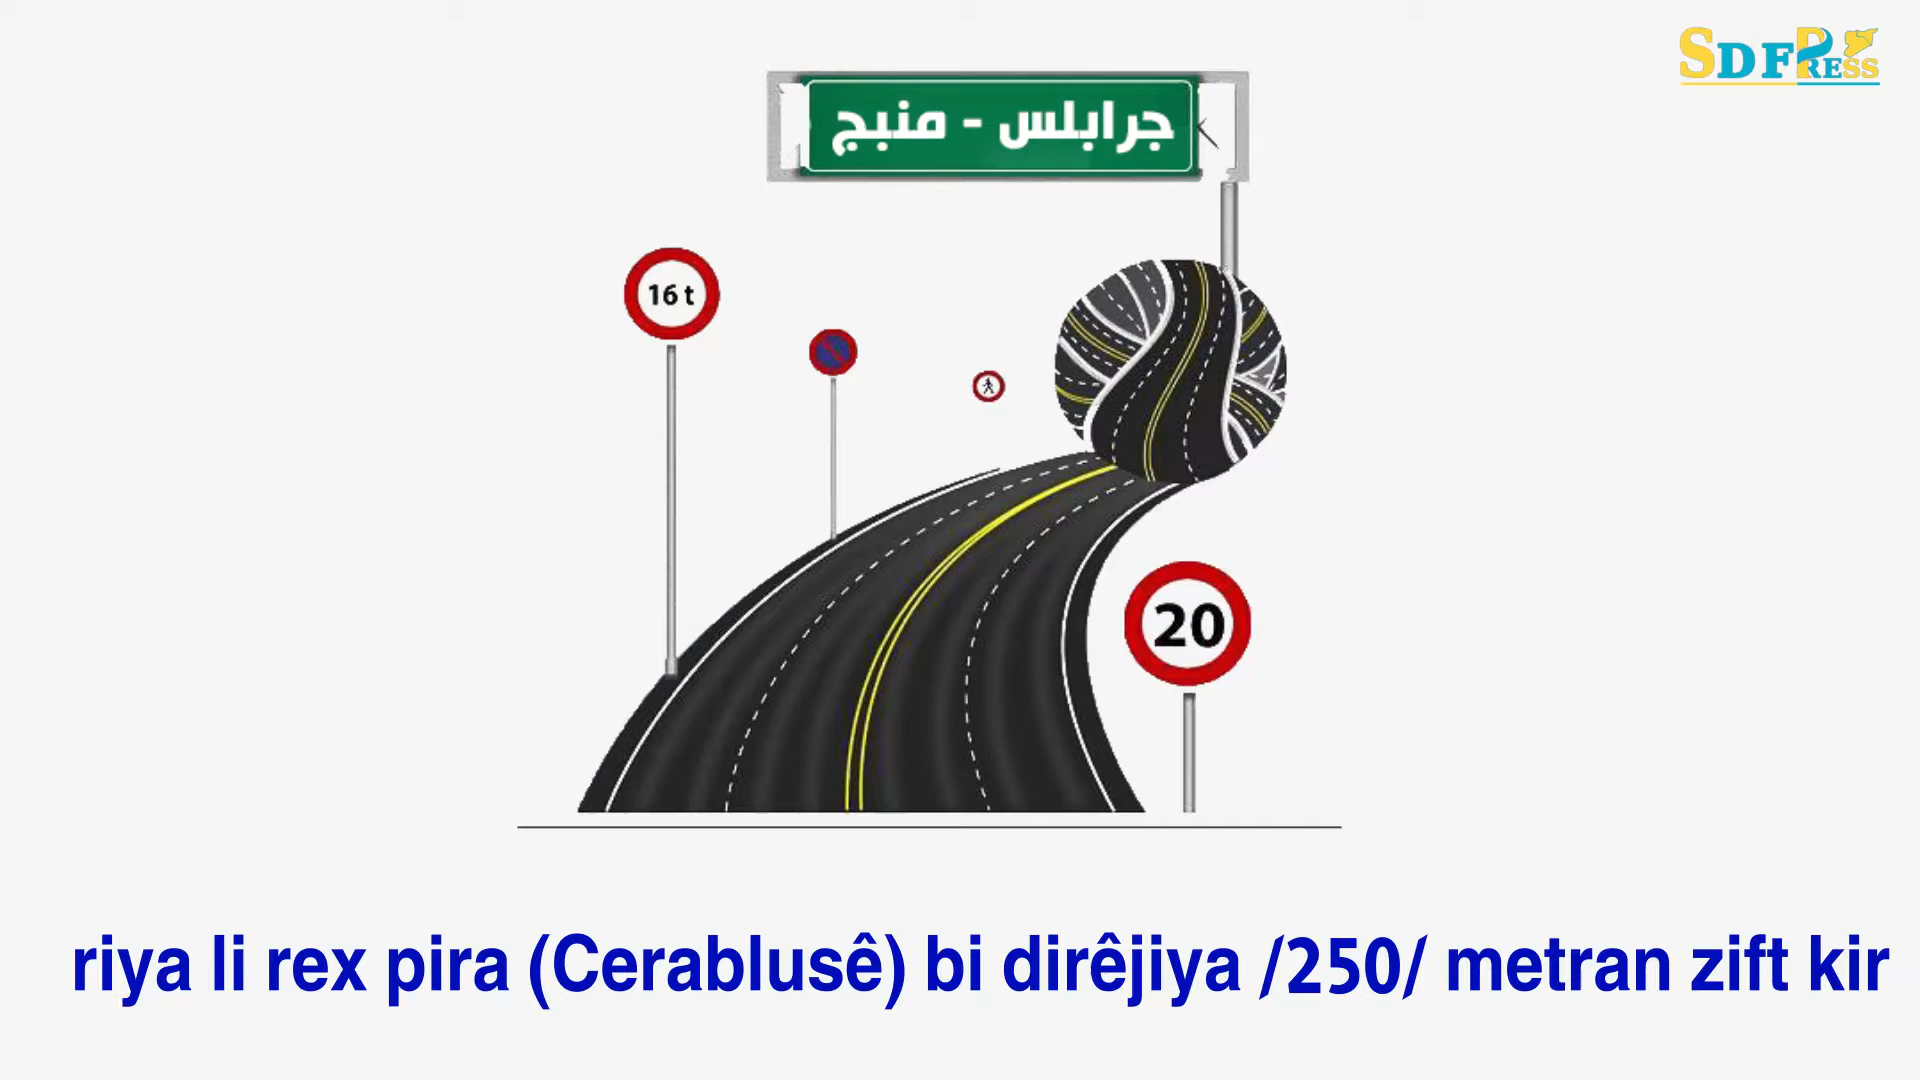 SDF PRESS
جرابلس - منبج
16 t
20
riya li rex pira (Cerablusê) bi dirêjiya /250/ metran zift kir